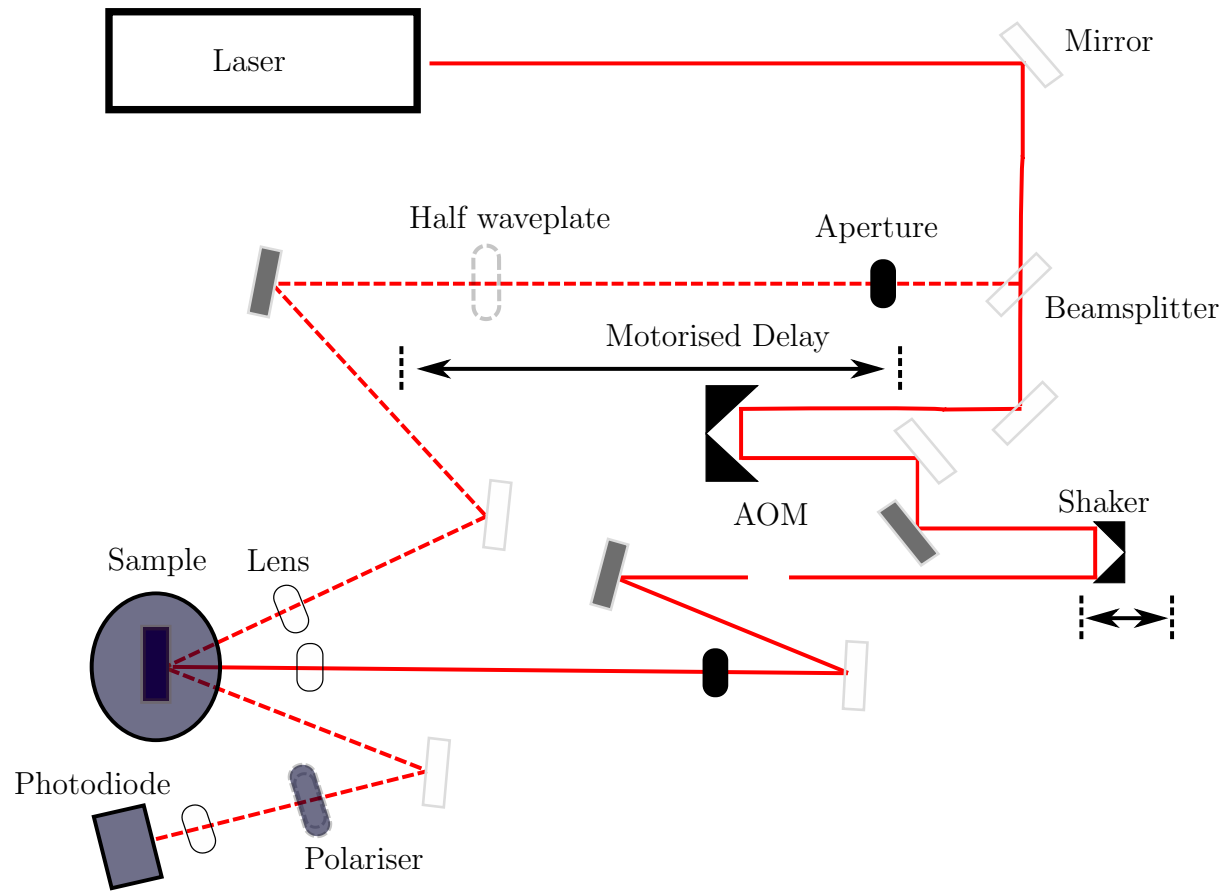 Laser
Mirror
Half waveplate
Aperture
Beamsplitter
Motorised Delay
AOM
Shaker
Sample
Lens
Photodiode
Polariser